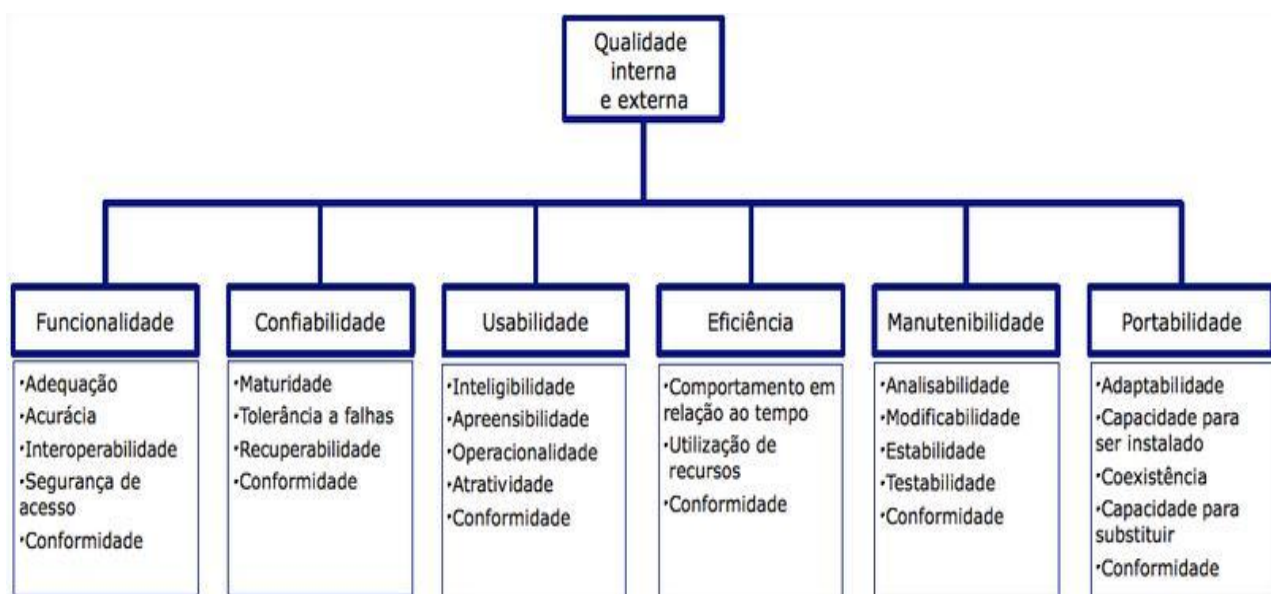 Qualidade
interna
e externa
Funcionalidade
•Adequação
•Acurácia
•Interoperabilidade
•Segurança de
acesso
•Conformidade
Confiabilidade
•Maturidade
•Tolerância a falhas
•Recuperabilidade
•Conformidade
Usabilidade
•Inteligibilidade
•Apreensibilidade
•Operacionalidade
•Atratividade
•Conformidade
Eficiência
•Comportamento em
relação ao tempo
•Utilização de
recursos
•Conformidade
Manutenibilidade
•Analisabilidade
•Modificabilidade
•Estabilidade
•Testabilidade
•Conformidade
Portabilidade
•Adaptabilidade
•Capacidade para
ser instalado
•Coexistência
•Capacidade para
substituir
•Conformidade